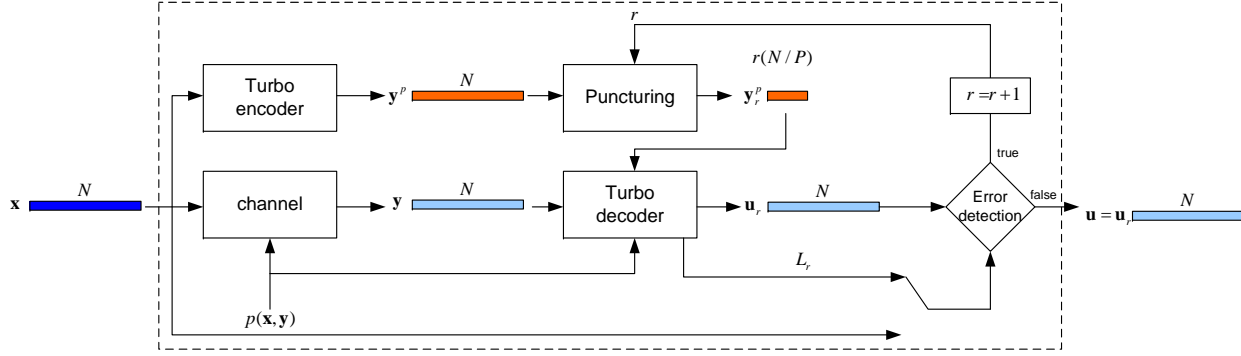 r
r(N / P)
Turbo
encoder
y^p
N
Puncturing
y_r^p
r = r + 1
true
x
N
channel
y
N
Turbo
decoder
u_r
N
Error
detection
false
u = u_r
N
L_r
p(x, y)